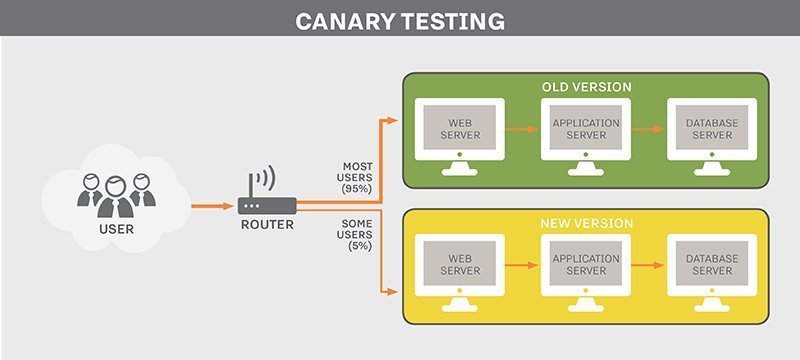 CANARY TESTING
OLD VERSION
WEB
SERVER
APPLICATION
SERVER
DATABASE
SERVER
MOST
USERS
(95%)
USER
ROUTER
SOME
USERS
(5%)
NEW VERSION
WEB
SERVER
APPLICATION
SERVER
DATABASE
SERVER